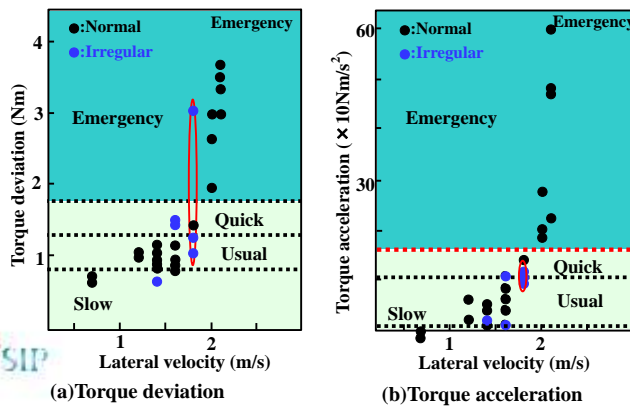 Emergency
:Normal
:Irregular
Emergency
Quick
Usual
Slow
4
3
2
1
Torque deviation (Nm)
1
2
Lateral velocity (m/s)
(a)Torque deviation
Emergency
:Normal
:Irregular
Emergency
Quick
Usual
Slow
60
30
Torque acceleration (×10Nm/s²)
1
2
Lateral velocity (m/s)
(b)Torque acceleration
SIP